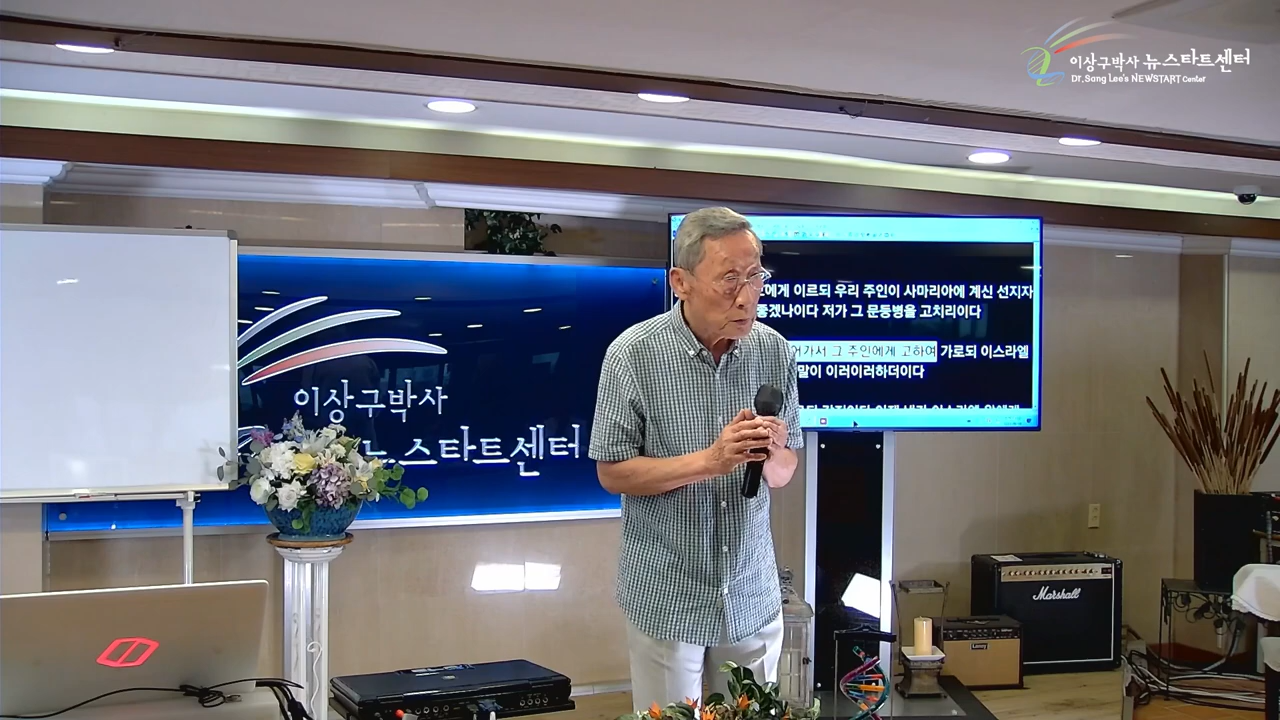 이상구박사 뉴스타트센터
Dr. Sang Lee's NEWSTART Center
에게 이르되 우리 주인이 사마리아에 계신 선지자
좋겠나이다 저가 그 문둥병을 고치리이다
어가서 그 주인에게 고하여 가로되 이스라엘
말이 이러이러하더이다
이상구박사
뉴스타트센터
Marshall
Laney